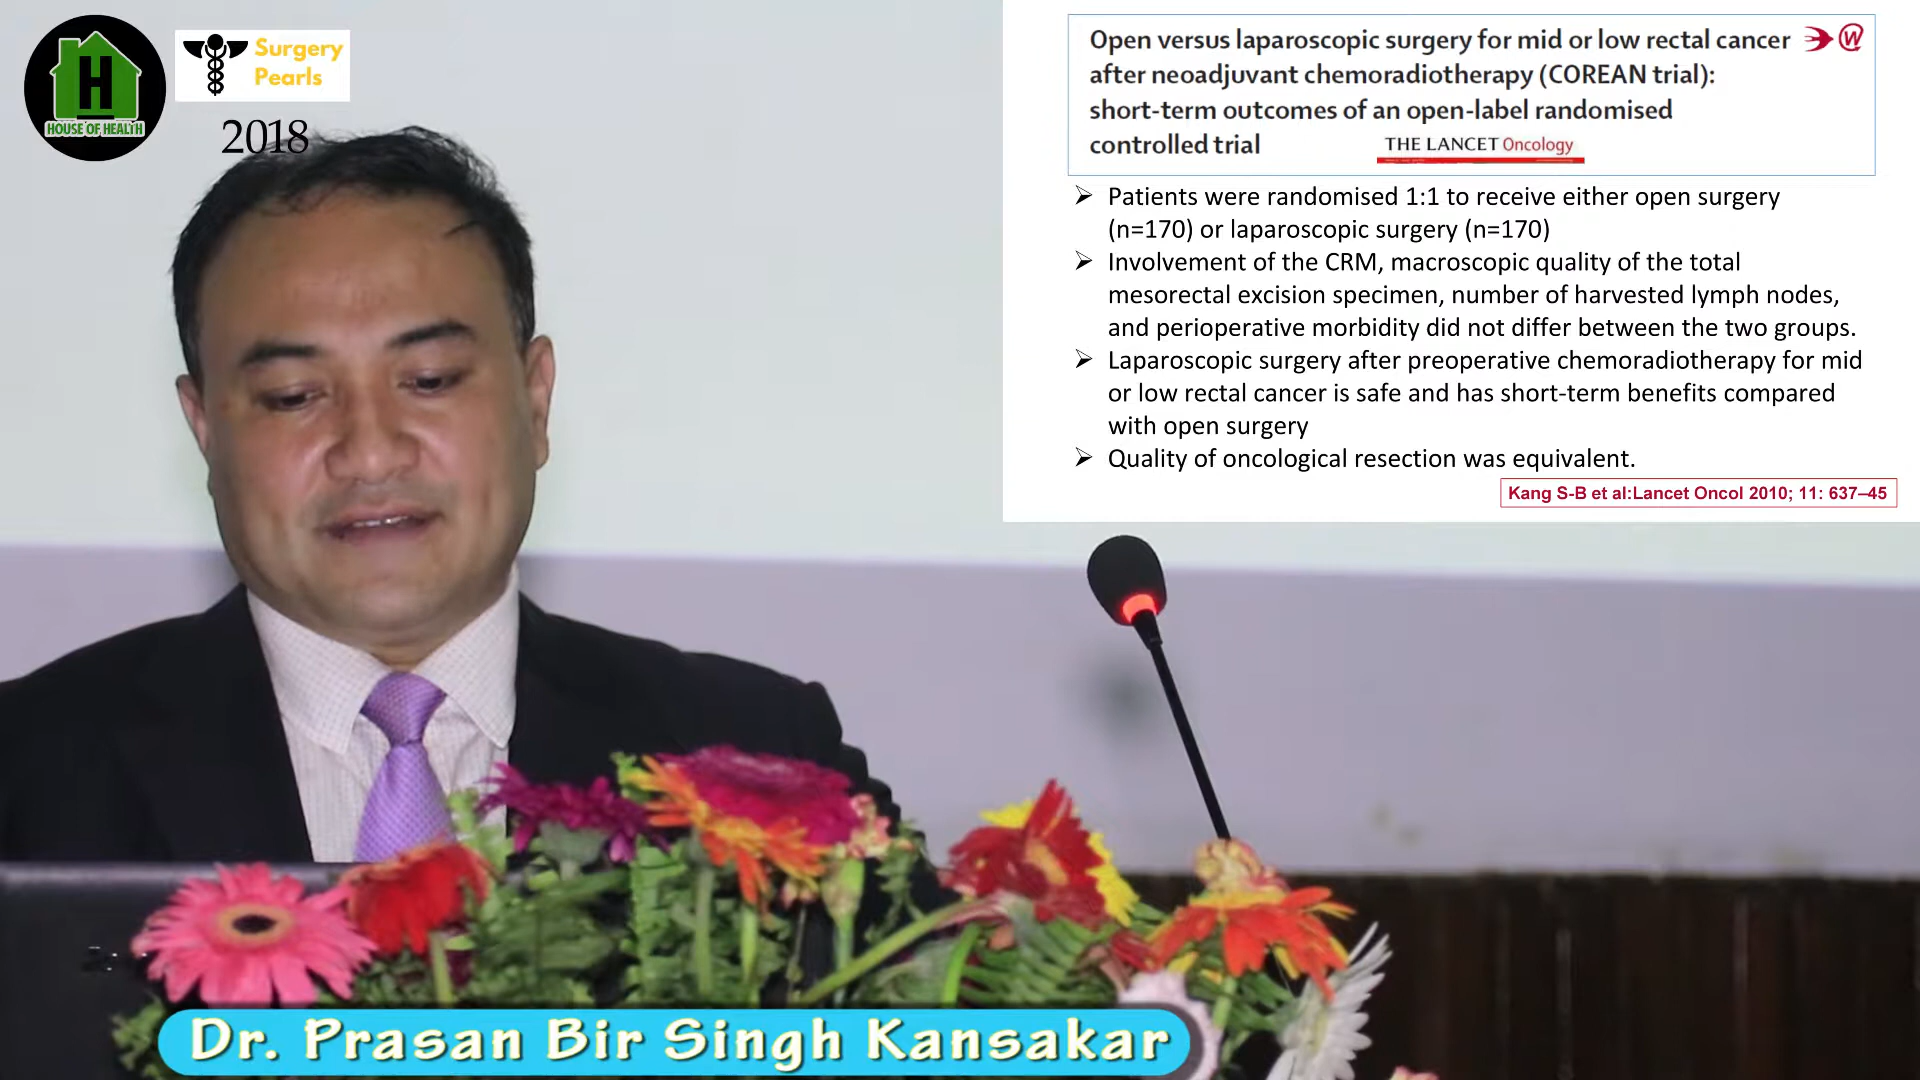 H
HOUSE OF HEALTH
Surgery
Pearls
2018
Open versus laparoscopic surgery for mid or low rectal cancer
after neoadjuvant chemoradiotherapy (COREAN trial):
short-term outcomes of an open-label randomised
controlled trial
THE LANCET Oncology
W
➢ Patients were randomised 1:1 to receive either open surgery
(n=170) or laparoscopic surgery (n=170)
➢ Involvement of the CRM, macroscopic quality of the total
mesorectal excision specimen, number of harvested lymph nodes,
and perioperative morbidity did not differ between the two groups.
➢ Laparoscopic surgery after preoperative chemoradiotherapy for mid
or low rectal cancer is safe and has short-term benefits compared
with open surgery
➢ Quality of oncological resection was equivalent.
Kang S-B et al:Lancet Oncol 2010; 11: 637–45
Dr. Prasan Bir Singh Kansakar